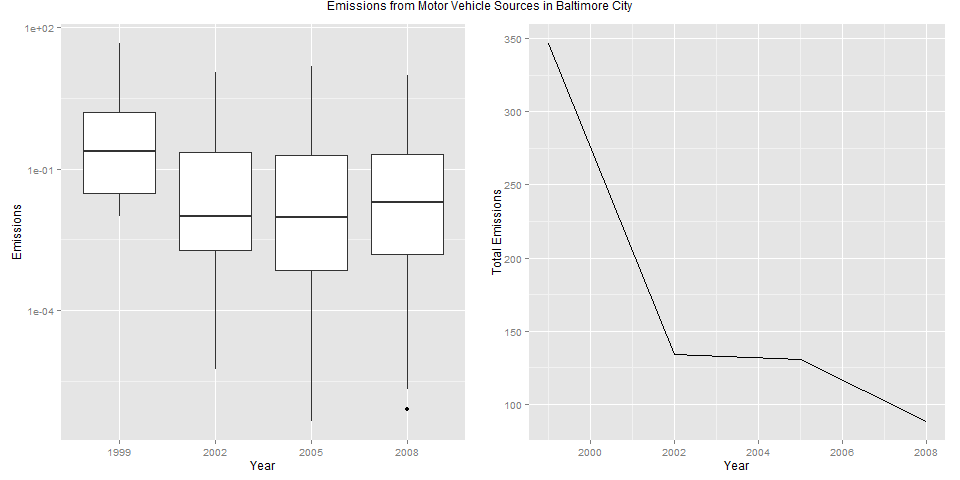 Emissions from Motor Vehicle Sources in Baltimore City
1e+02
1e-01
1e-04
Emissions
1999 2002 2005 2008
Year
350
300
250
200
150
100
Total Emissions
2000 2002 2004 2006 2008
Year